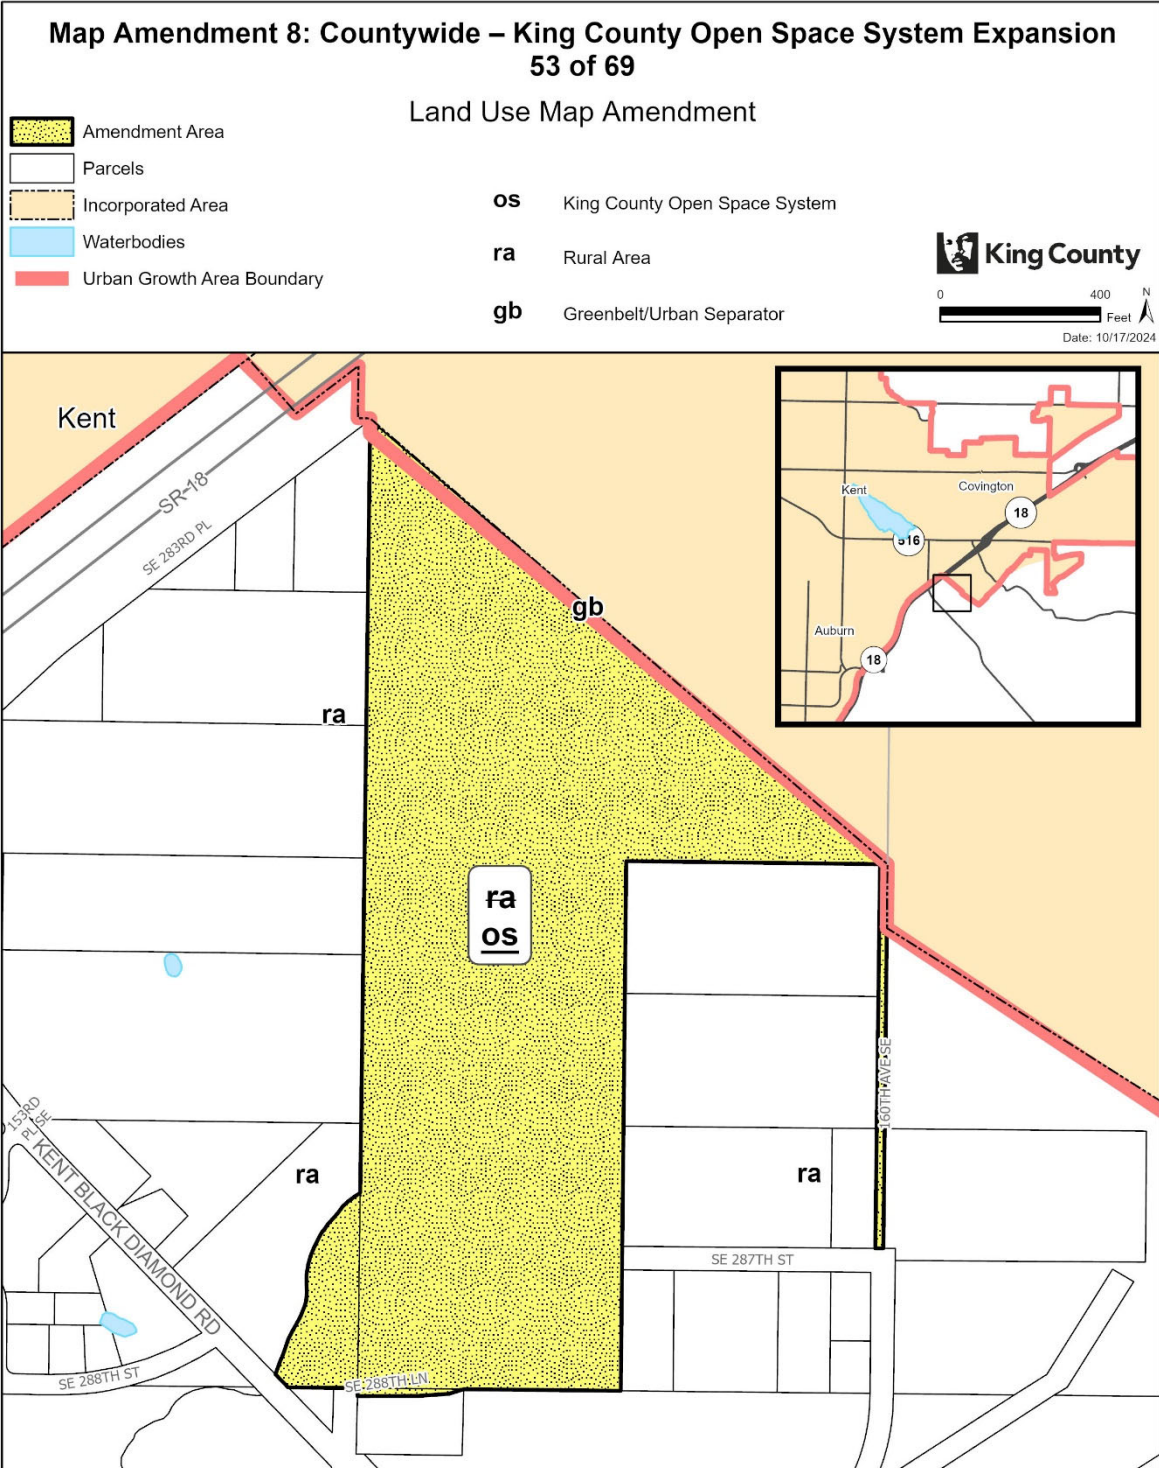 Map Amendment 8: Countywide – King County Open Space System Expansion
53 of 69
Land Use Map Amendment
Amendment Area
Parcels
Incorporated Area
Waterbodies
Urban Growth Area Boundary
os King County Open Space System
ra Rural Area
gb Greenbelt/Urban Separator
King County
0 400
Feet
N
Date: 10/17/2024
Kent
SR-18
SE 283RD PL
gb
Kent
Covington
18
516
Auburn
18
ra
ra
os
160TH AVE SE
153RD
PL SE
KENT BLACK DIAMOND RD
ra
ra
SE 287TH ST
SE 288TH ST
SE 288TH LN